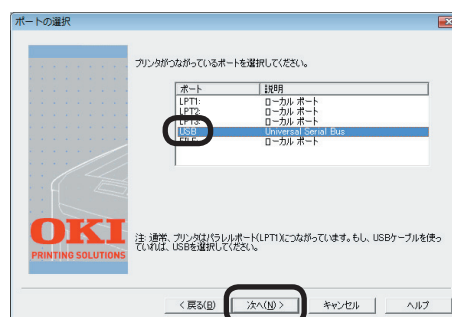 ポートの選択
プリンタがつながっているポートを選択してください。
ポート 説明
LPT1: ローカル ポート
LPT2: ローカル ポート
LPT3: ローカル ポート
USB Universal Serial Bus
FILE: ローカル ポート
OKI
PRINTING SOLUTIONS
注: 通常、プリンタはパラレルポート(LPT1)につながっています。もし、USBケーブルを使っ
ていれば、USBを選択してください。
< 戻る(B) 次へ(N) > キャンセル ヘルプ